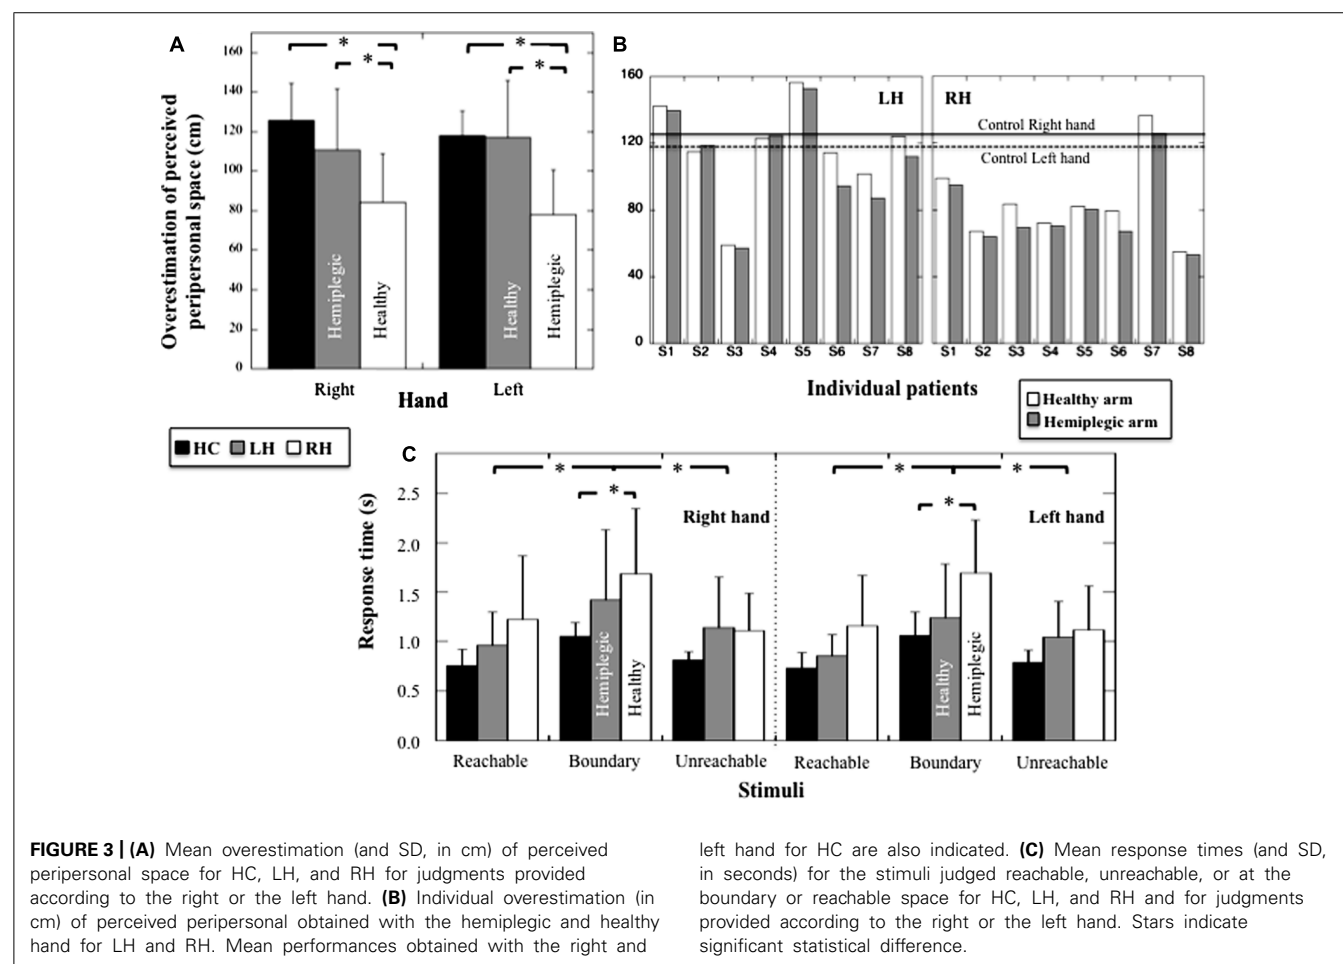 A
Overestimation of perceived
peripersonal space (cm)
160
140
120
100
80
60
40
20
0
*
*
*
*
Hemiplegic
Healthy
Healthy
Hemiplegic
Right
Left
Hand
HC LH RH
B
160
120
80
40
0
LH
RH
Control Right hand
Control Left hand
S1 S2 S3 S4 S5 S6 S7 S8
S1 S2 S3 S4 S5 S6 S7 S8
Individual patients
Healthy arm
Hemiplegic arm
C
Response time (s)
2.5
2.0
1.5
1.0
0.5
0.0
* * * *
* *
Right hand
Left hand
Hemiplegic
Healthy
Healthy
Hemiplegic
Reachable Boundary Unreachable Reachable Boundary Unreachable
Stimuli
FIGURE 3 | (A) Mean overestimation (and SD, in cm) of perceived
peripersonal space for HC, LH, and RH for judgments provided
according to the right or the left hand. (B) Individual overestimation (in
cm) of perceived peripersonal obtained with the hemiplegic and healthy
hand for LH and RH. Mean performances obtained with the right and
left hand for HC are also indicated. (C) Mean response times (and SD,
in seconds) for the stimuli judged reachable, unreachable, or at the
boundary or reachable space for HC, LH, and RH and for judgments
provided according to the right or the left hand. Stars indicate
significant statistical difference.